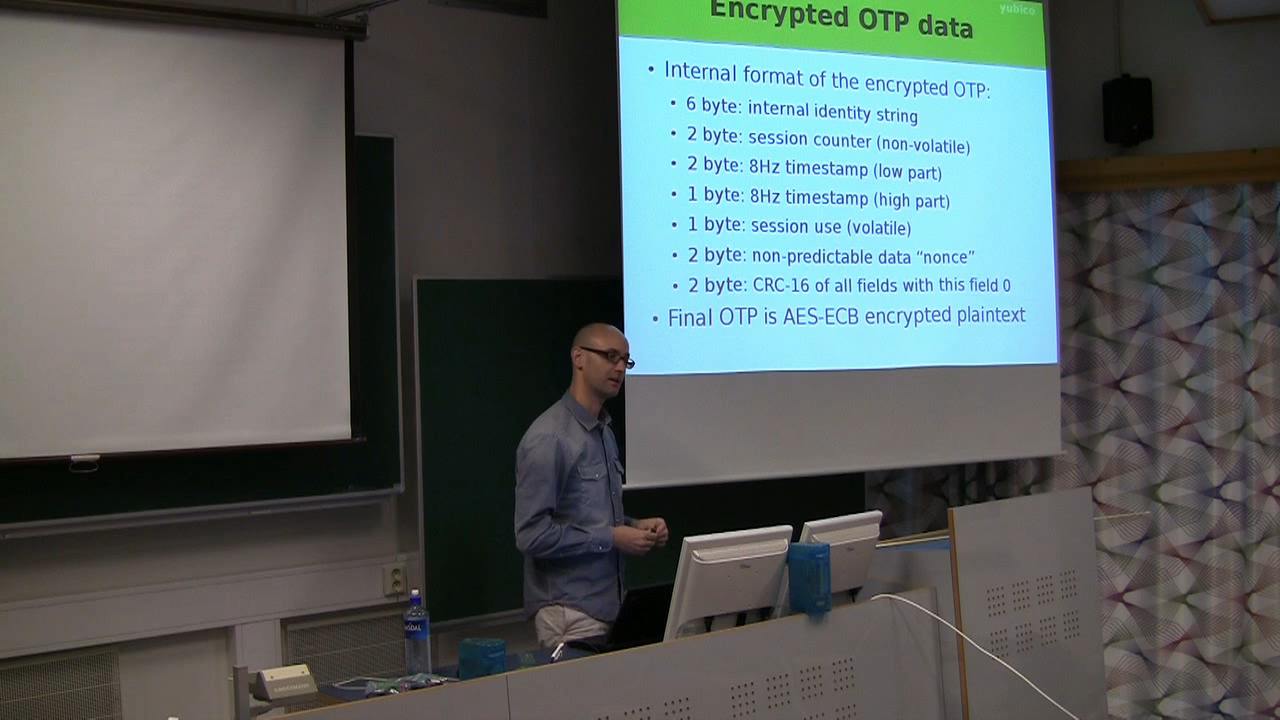 Encrypted OTP data
yubico
• Internal format of the encrypted OTP:
• 6 byte: internal identity string
• 2 byte: session counter (non-volatile)
• 2 byte: 8Hz timestamp (low part)
• 1 byte: 8Hz timestamp (high part)
• 1 byte: session use (volatile)
• 2 byte: non-predictable data “nonce”
• 2 byte: CRC-16 of all fields with this field 0
• Final OTP is AES-ECB encrypted plaintext